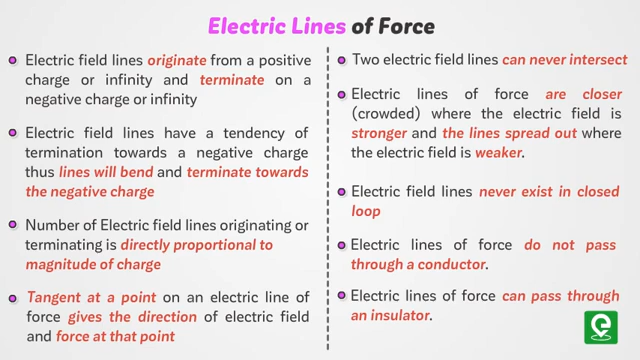 Electric Lines of Force
Electric field lines originate from a positive
charge or infinity and terminate on a
negative charge or infinity
Electric field lines have a tendency of
termination towards a negative charge
thus lines will bend and terminate towards
the negative charge
Number of Electric field lines originating or
terminating is directly proportional to
magnitude of charge
Tangent at a point on an electric line of
force gives the direction of electric field
and force at that point
Two electric field lines can never intersect
Electric lines of force are closer
(crowded) where the electric field is
stronger and the lines spread out where
the electric field is weaker.
Electric field lines never exist in closed
loop
Electric lines of force do not pass
through a conductor.
Electric lines of force can pass through
an insulator.